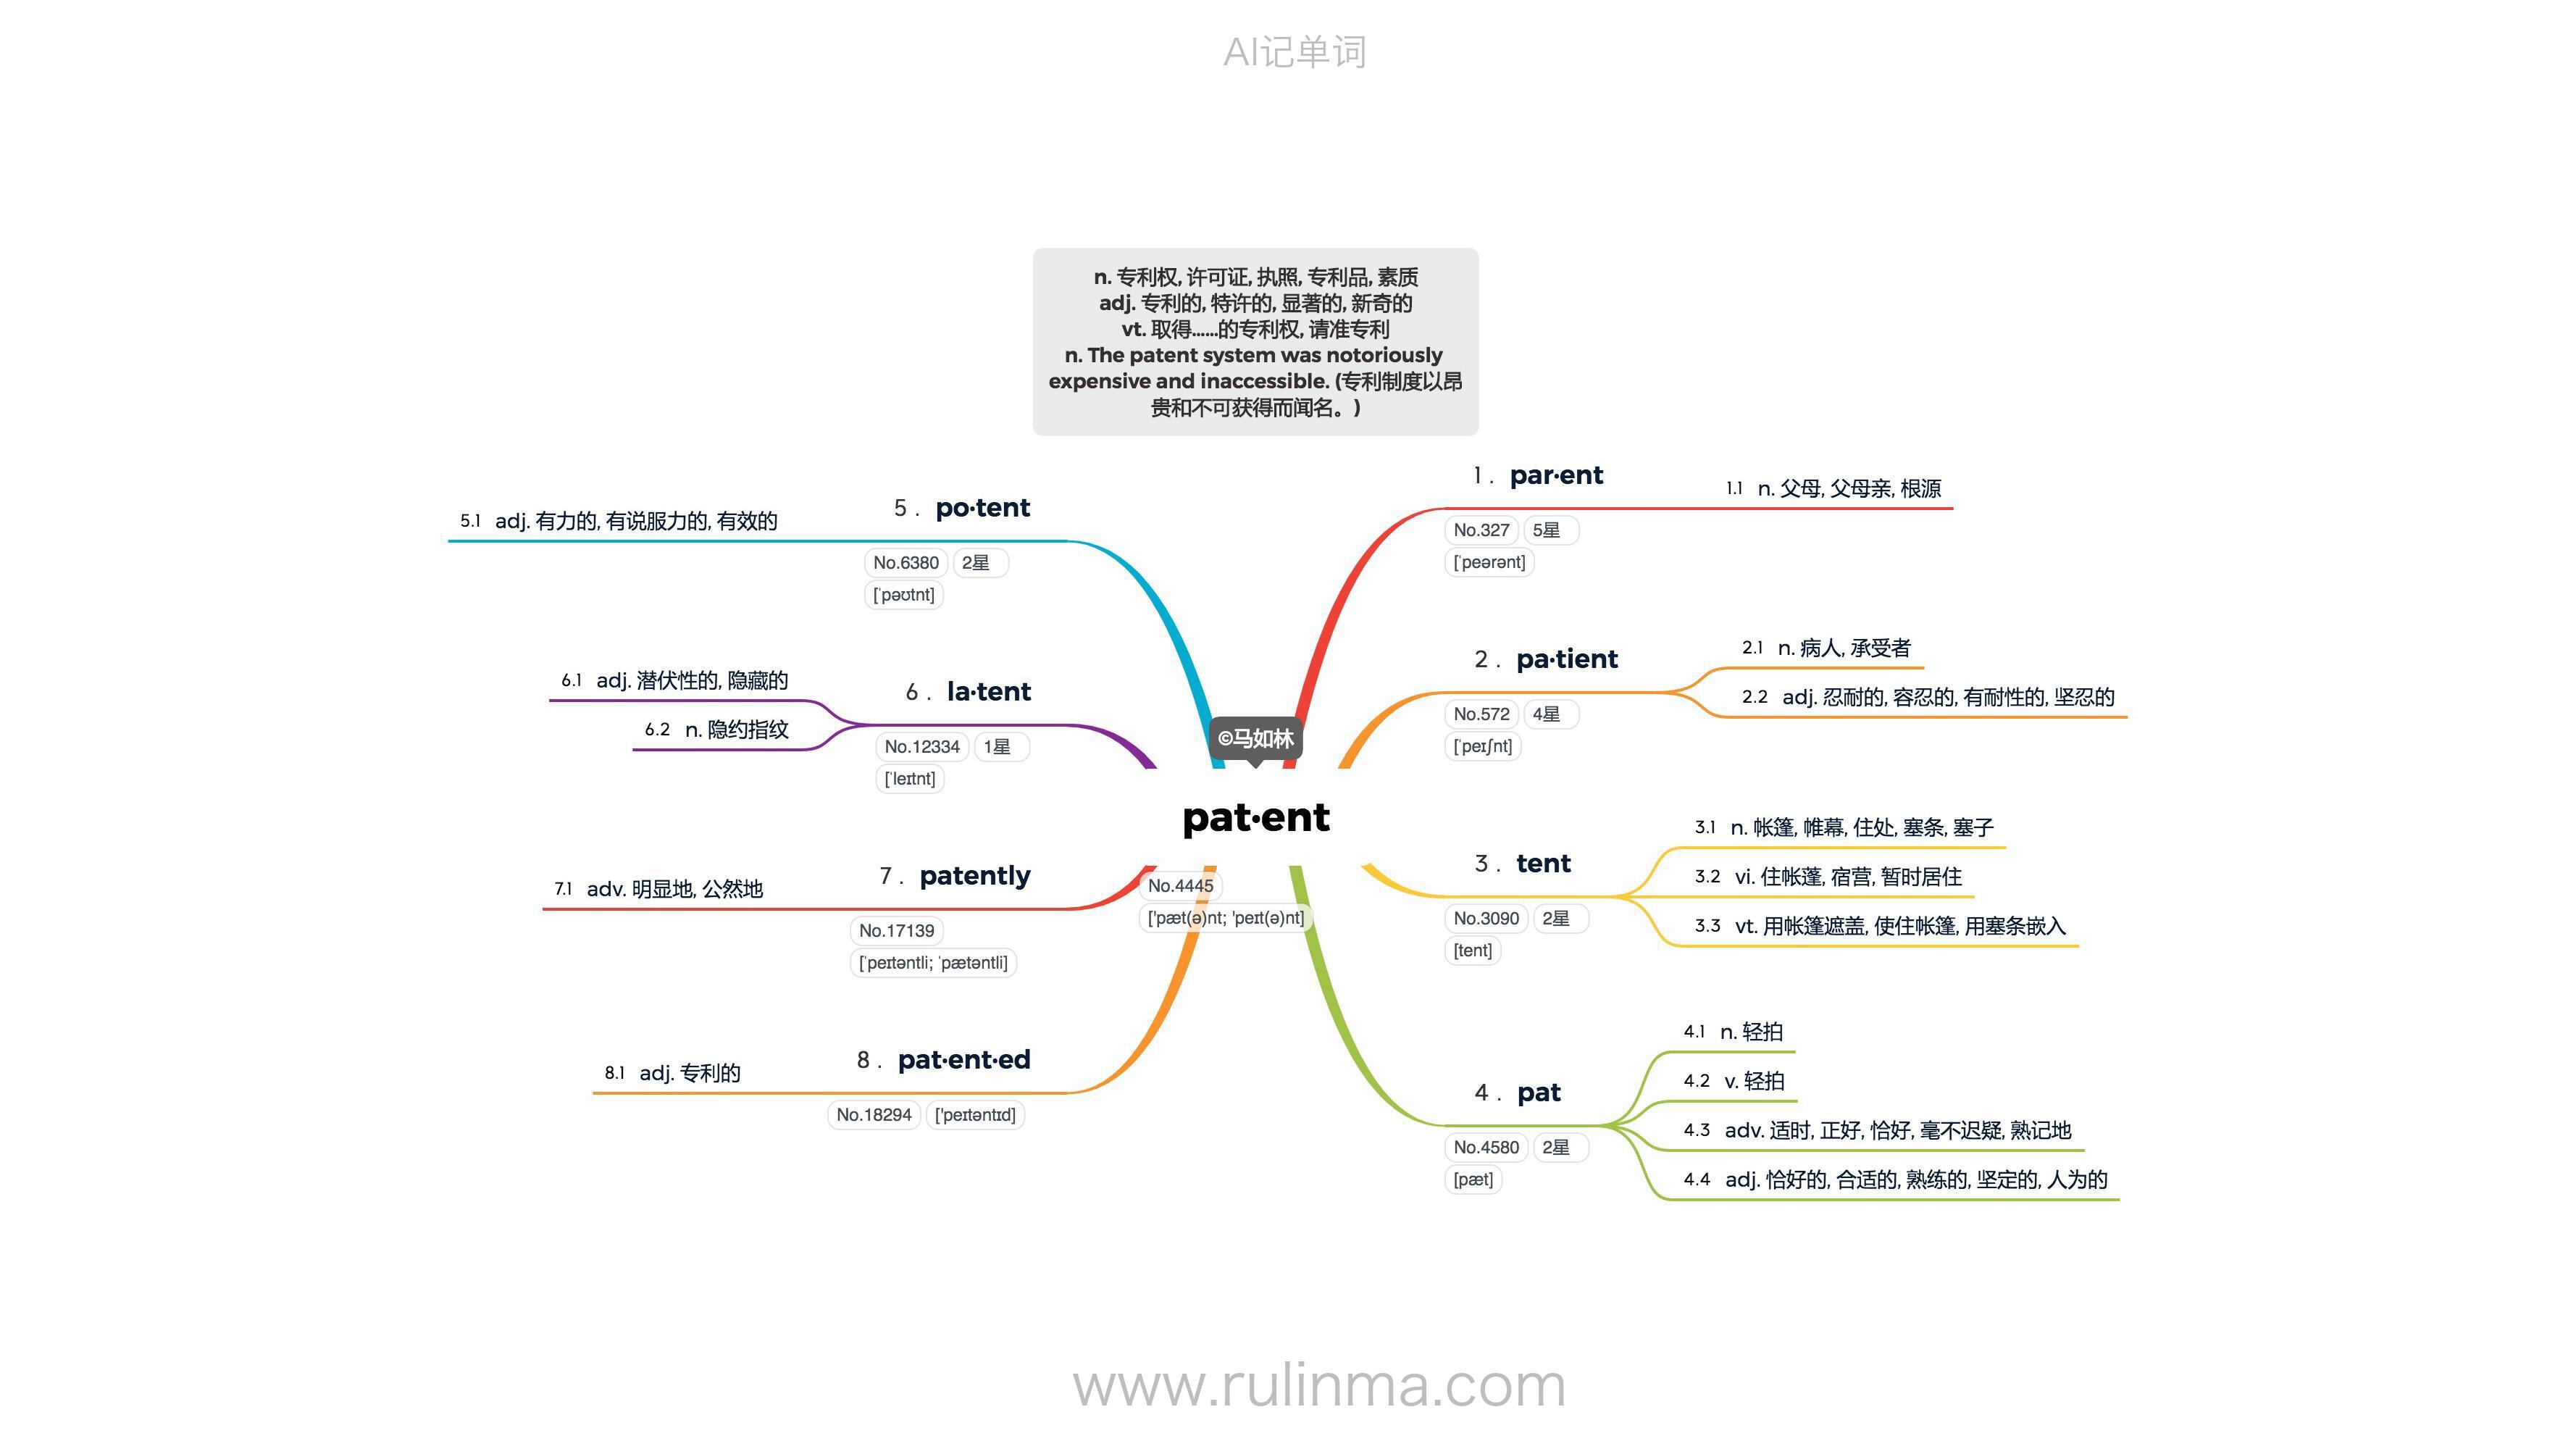 AI记单词
n. 专利权, 许可证, 执照, 专利品, 素质
adj. 专利的, 特许的, 显著的, 新奇的
vt. 取得……的专利权, 请准专利
n. The patent system was notoriously
expensive and inaccessible. (专利制度以昂
贵和不可获得而闻名。)
©马如林
pat·ent
No.4445
['pæt(ə)nt; 'peɪt(ə)nt]
1 . par·ent
No.327 5星
[ˈpeərənt]
1.1 n. 父母, 父母亲, 根源
2 . pa·tient
No.572 4星
[ˈpeɪʃnt]
2.1 n. 病人, 承受者
2.2 adj. 忍耐的, 容忍的, 有耐性的, 坚忍的
3 . tent
No.3090 2星
[tent]
3.1 n. 帐篷, 帷幕, 住处, 塞条, 塞子
3.2 vi. 住帐蓬, 宿营, 暂时居住
3.3 vt. 用帐篷遮盖, 使住帐篷, 用塞条嵌入
4 . pat
No.4580 2星
[pæt]
4.1 n. 轻拍
4.2 v. 轻拍
4.3 adv. 适时, 正好, 恰好, 毫不迟疑, 熟记地
4.4 adj. 恰好的, 合适的, 熟练的, 坚定的, 人为的
5 . po·tent
No.6380 2星
[ˈpəʊtnt]
5.1 adj. 有力的, 有说服力的, 有效的
6 . la·tent
No.12334 1星
[ˈleɪtnt]
6.1 adj. 潜伏性的, 隐藏的
6.2 n. 隐约指纹
7 . patently
No.17139
[ˈpeɪtəntli; ˈpætəntli]
7.1 adv. 明显地, 公然地
8 . pat·ent·ed
No.18294 ['peɪtəntɪd]
8.1 adj. 专利的
www.rulinma.com